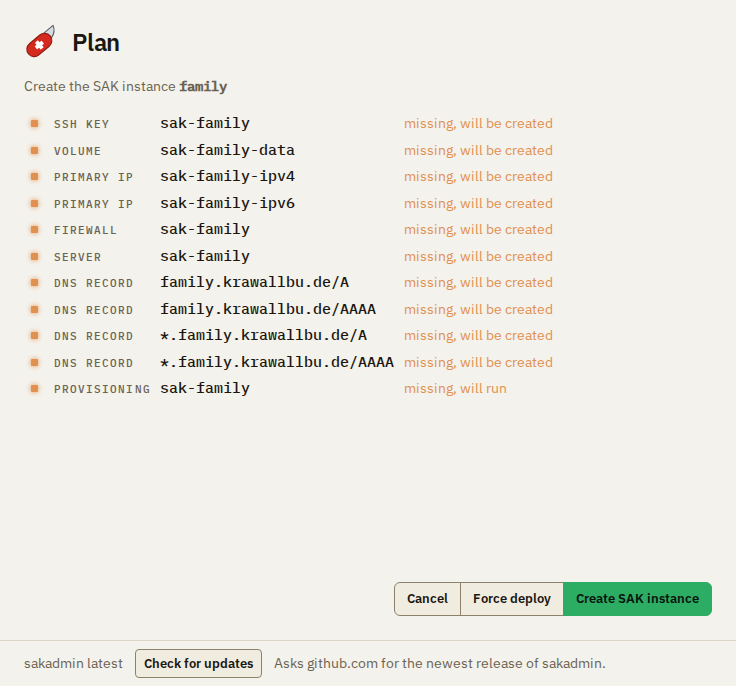 Plan
Create the SAK instance family
SSH KEY sak-family missing, will be created
VOLUME sak-family-data missing, will be created
PRIMARY IP sak-family-ipv4 missing, will be created
PRIMARY IP sak-family-ipv6 missing, will be created
FIREWALL sak-family missing, will be created
SERVER sak-family missing, will be created
DNS RECORD family.krawallbu.de/A missing, will be created
DNS RECORD family.krawallbu.de/AAAA missing, will be created
DNS RECORD *.family.krawallbu.de/A missing, will be created
DNS RECORD *.family.krawallbu.de/AAAA missing, will be created
PROVISIONING sak-family missing, will run
Cancel Force deploy Create SAK instance
sakadmin latest Check for updates Asks github.com for the newest release of sakadmin.